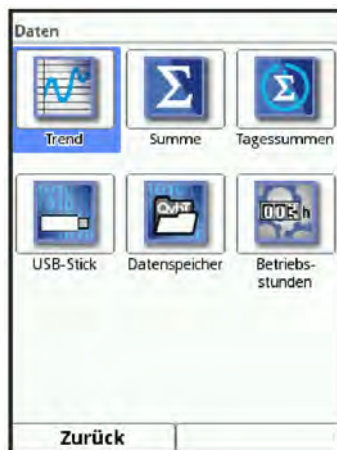 Daten
Trend
Summe
Tagessummen
USB-Stick
Datenspeicher
Betriebs-
stunden
Zurück